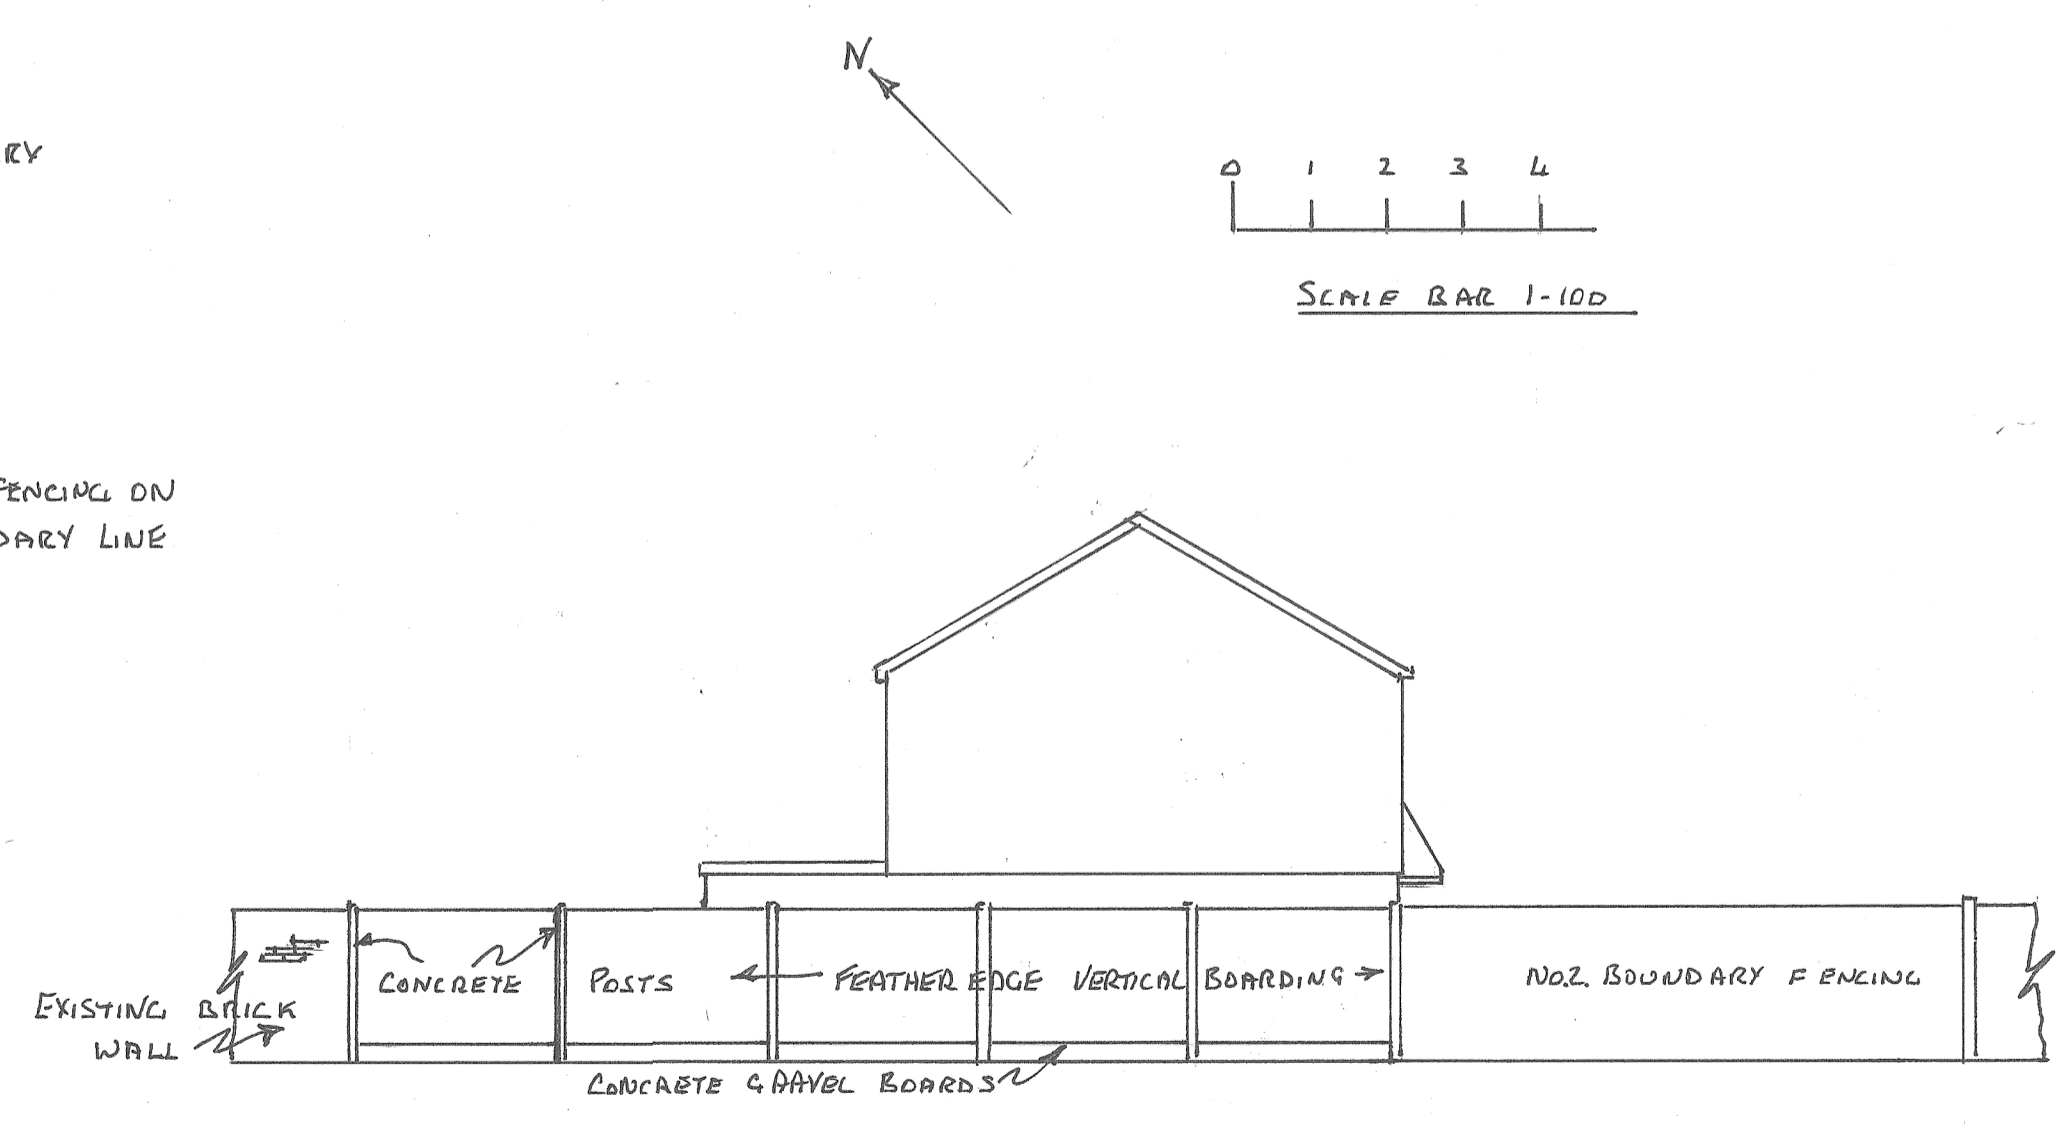 N
RY
0 1 2 3 4
SCALE BAR 1-100
FENCING ON
DARY LINE
CONCRETE POSTS FEATHER EDGE VERTICAL BOARDING NO.2. BOUNDARY FENCING
EXISTING BRICK
WALL
CONCRETE GRAVEL BOARDS